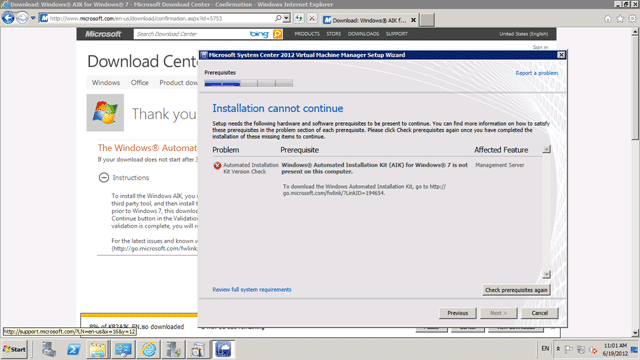 Download: Windows® AIK for Windows® 7 - Microsoft Download Center - Confirmation - Windows Internet Explorer
http://www.microsoft.com/en-us/download/confirmation.aspx?id=5753
Download: Windows® AIK f...
Microsoft
Search Download Center
bing
PRODUCTS
STORE
DOWNLOADS
SUPPORT
United States (English)
Sign in
Download Cent
Windows
Office
Product dow
Thank you
The Windows® Automated
If your download does not start after 3
Instructions
To install the Windows AIK, you
third party tool, and then install
prior to Windows 7, this downlo
Continue button in the Validation
validation is complete, you will r
For the latest issues and known w
(http://go.microsoft.com/fwlink/
Microsoft System Center 2012 Virtual Machine Manager Setup Wizard
Prerequisites
Report a problem
Installation cannot continue
Setup needs the following hardware and software prerequisites to be present to continue. You can find more information on how to satisfy
these prerequisites in the problem section of each prerequisite. Please click Check prerequisites again once you have completed the
installation of these missing items to continue.
Problem
Prerequisite
Affected Feature
Automated Installation
Kit Version Check
Windows® Automated Installation Kit (AIK) for Windows® 7 is not
present on this computer.
Management Server
To download the Windows Automated Installation Kit, go to http://
go.microsoft.com/fwlink/?LinkID=194654.
Review full system requirements
Check prerequisites again
Previous
Next >
Cancel
8% of KB3AIK_EN.iso downloaded
http://support.microsoft.com/?LN=en-us&x=16&y=12
Start
EN
11:01 AM
6/19/2012